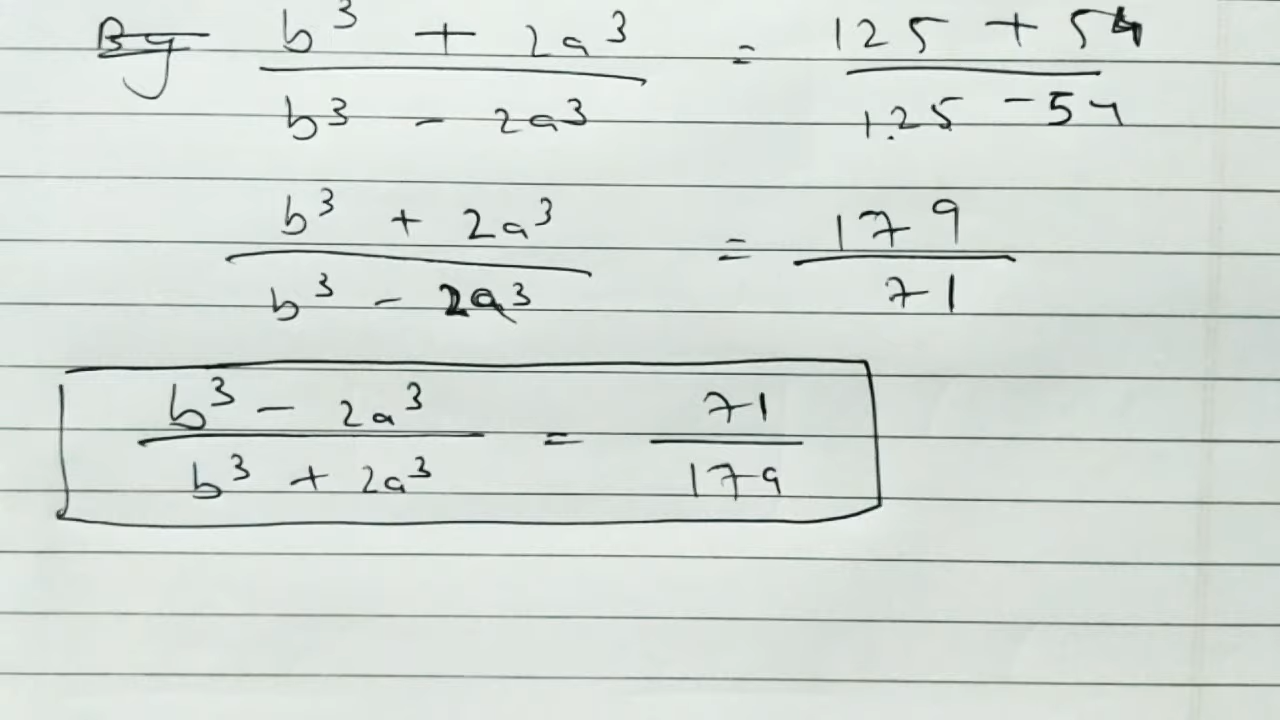 By b³ + 2a³ / b³ - 2a³ = 125 + 54 / 125 - 54
b³ + 2a³ / b³ - 2a³ = 179 / 71
b³ - 2a³ / b³ + 2a³ = 71 / 179